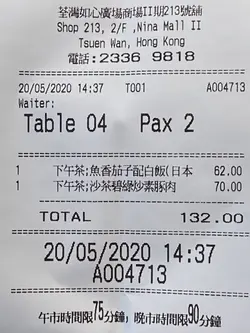 荃灣如心廣場商場II期213號舖
Shop 213, 2/F ,Nina Mall II
Tsuen Wan, Hong Kong
電話:2336 9818
20/05/2020 14:37 T001 A004713
Waiter:
Table 04 Pax 2
1 下午茶;魚香茄子配白飯(日本 62.00
1 下午茶;沙茶碧綠炒素豚肉 70.00
TOTAL 132.00
20/05/2020 14:37
A004713
午市時間限75分鐘,晚市時間限90分鐘